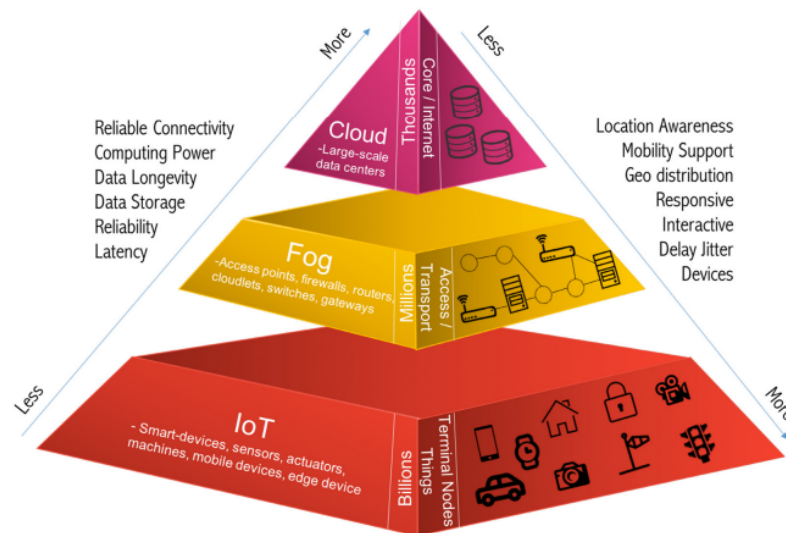 More
Less
Reliable Connectivity
Computing Power
Data Longevity
Data Storage
Reliability
Latency
Cloud
-Large-scale
data centers
Thousands
Core / Internet
Location Awareness
Mobility Support
Geo distribution
Responsive
Interactive
Delay Jitter
Devices
Fog
-Access points, firewalls, routers,
cloudlets, switches, gateways
Millions
Access /
Transport
Less
IoT
- Smart-devices, sensors, actuators,
machines, mobile devices, edge device
Billions
Terminal Nodes
Things
More